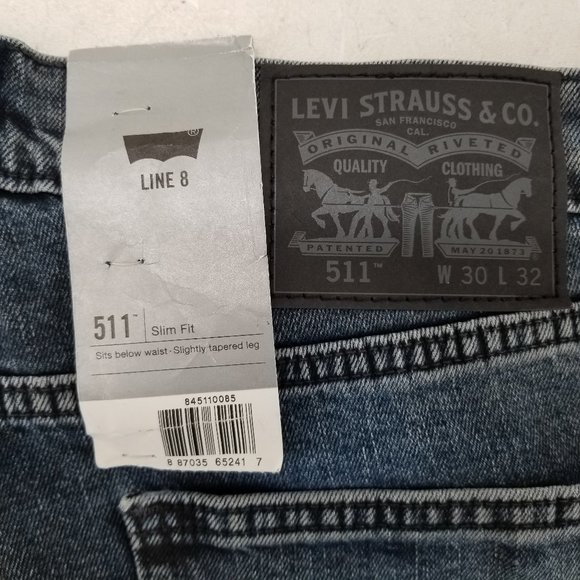 LINE 8
511™ Slim Fit
Sits below waist·Slightly tapered leg
845110085
8 87035 65241 7
LEVI STRAUSS & CO.
SAN FRANCISCO
CAL.
ORIGINAL RIVETED
QUALITY CLOTHING
PATENTED MAY 20 1873
511™ W 30 L 32